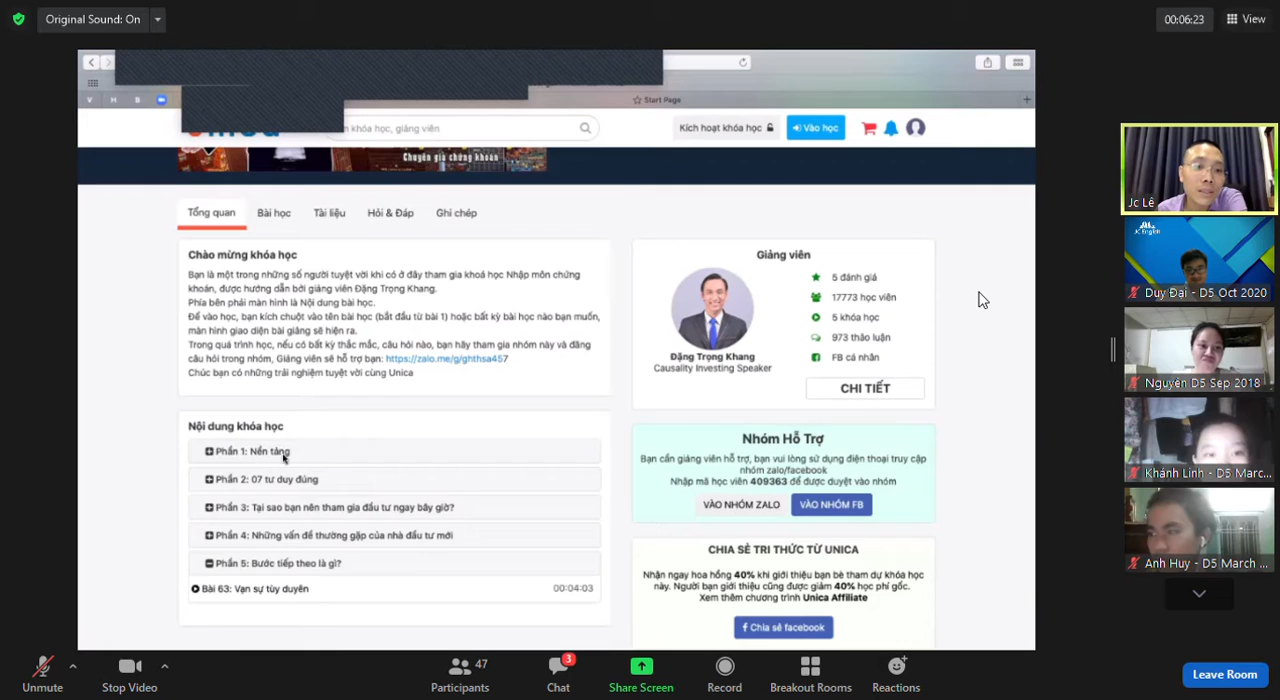 Original Sound: On
00:06:23
View
V H B
Start Page
khóa học, giảng viên
Kích hoạt khóa học
Vào học
Chuyên gia chứng khoán
Tổng quan
Bài học
Tài liệu
Hỏi & Đáp
Ghi chép
Chào mừng khóa học
Bạn là một trong những số người tuyệt vời khi có ở đây tham gia khoá học Nhập môn chứng
khoán, được hướng dẫn bởi giảng viên Đặng Trọng Khang.
Phía bên phải màn hình là Nội dung bài học.
Để vào học, bạn kích chuột vào tên bài học (bắt đầu từ bài 1) hoặc bất kỳ bài học nào bạn muốn,
màn hình giao diện bài giảng sẽ hiện ra.
Trong quá trình học, nếu có bất kỳ thắc mắc, câu hỏi nào, bạn hãy tham gia nhóm này và đăng
câu hỏi trong nhóm, Giảng viên sẽ hỗ trợ bạn: https://zalo.me/g/ghthsa457
Chúc bạn có những trải nghiệm tuyệt vời cùng Unica
Nội dung khóa học
Phần 1: Nền tảng
Phần 2: 07 tư duy đúng
Phần 3: Tại sao bạn nên tham gia đầu tư ngay bây giờ?
Phần 4: Những vấn đề thường gặp của nhà đầu tư mới
Phần 5: Bước tiếp theo là gì?
Bài 63: Vạn sự tùy duyên
00:04:03
Giảng viên
Đặng Trọng Khang
Causality Investing Speaker
5 đánh giá
17773 học viên
5 khóa học
973 thảo luận
FB cá nhân
CHI TIẾT
Nhóm Hỗ Trợ
Bạn cần giảng viên hỗ trợ, bạn vui lòng sử dụng điện thoại truy cập
nhóm zalo/facebook
Nhập mã học viên 409363 để được duyệt vào nhóm
VÀO NHÓM ZALO
VÀO NHÓM FB
CHIA SẺ TRI THỨC TỪ UNICA
Nhận ngay hoa hồng 40% khi giới thiệu bạn bè tham dự khóa học
này. Người bạn giới thiệu cũng được giảm 40% học phí gốc.
Xem thêm chương trình Unica Affiliate
Chia sẻ facebook
Jc Lê
JC English
Duy Đại - D5 Oct 2020
Nguyên D5 Sep 2018
Khánh Linh - D5 Marc...
Anh Huy - D5 March ...
Unmute
Stop Video
47
Participants
3
Chat
Share Screen
Record
Breakout Rooms
Reactions
Leave Room